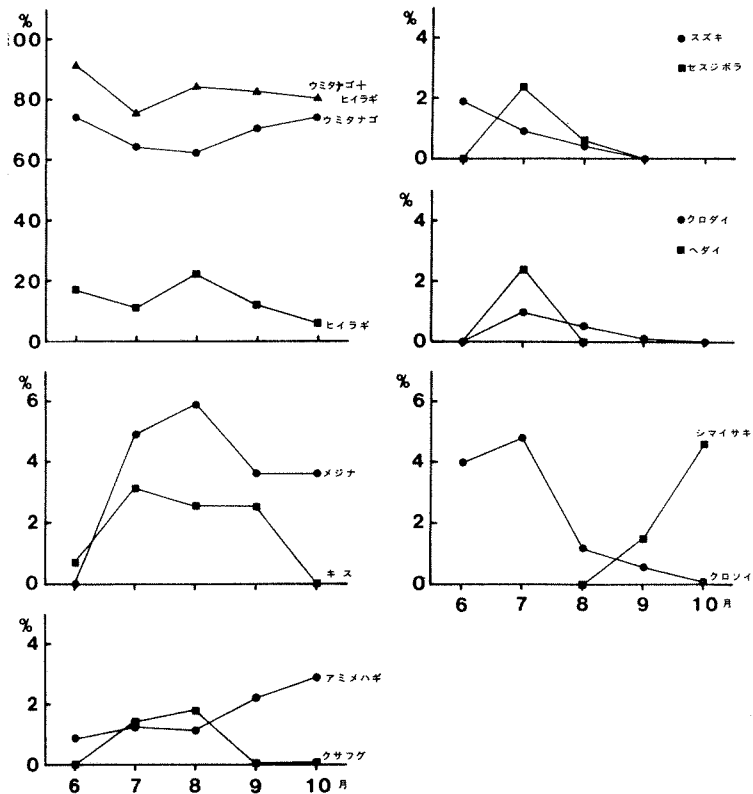 %
100
80
60
40
20
0
ウミタナゴ+
ヒイラギ
ウミタナゴ
ヒイラギ
%
6
4
2
0
メジナ
キス
%
4
2
0
アミメハギ
クサフグ
6 7 8 9 10月
%
4
2
0
スズキ
セスジボラ
%
4
2
0
クロダイ
ヘダイ
%
6
4
2
0
シマイサキ
クロソイ
6 7 8 9 10月